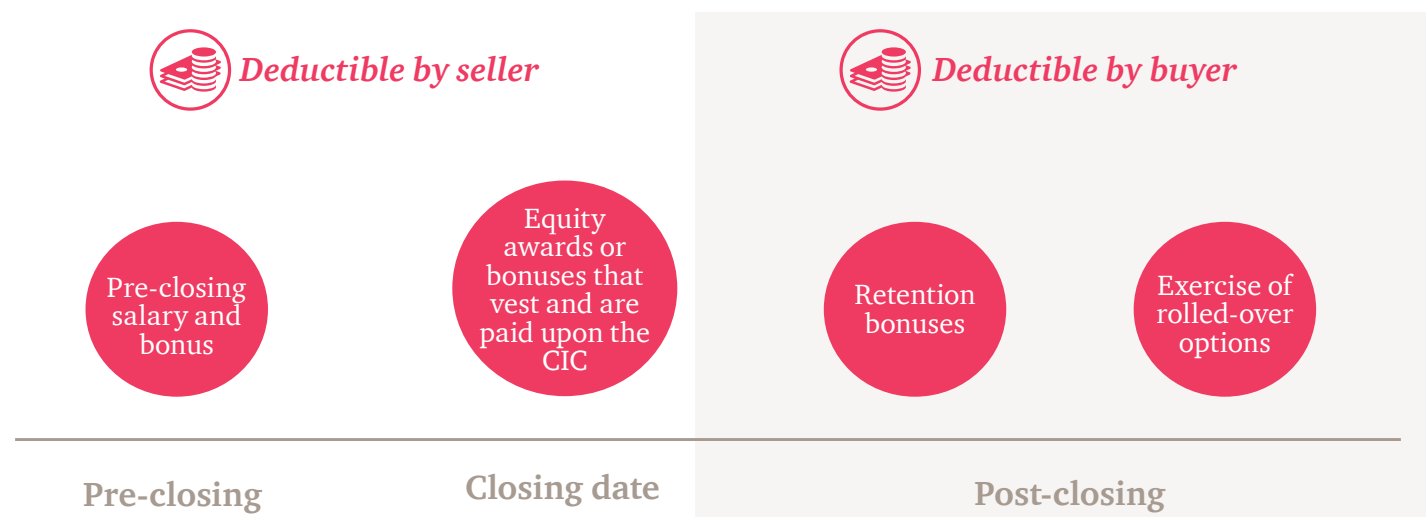 Deductible by seller
Deductible by buyer
Pre-closing
salary and
bonus
Equity
awards or
bonuses that
vest and are
paid upon the
CIC
Retention
bonuses
Exercise of
rolled-over
options
Pre-closing
Closing date
Post-closing